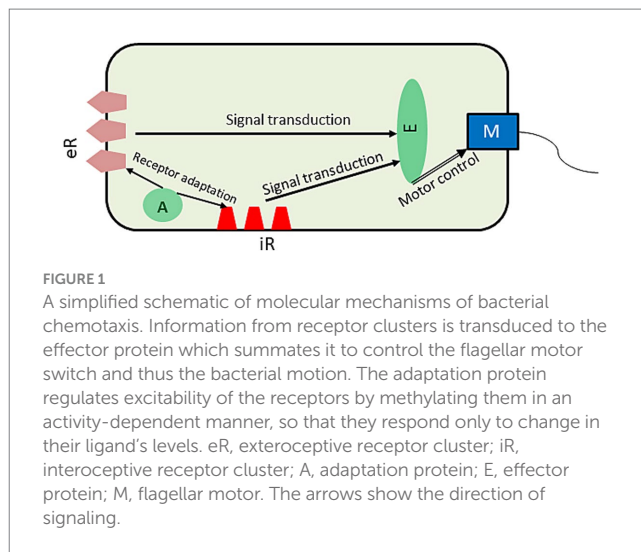 Signal transduction
eR
E
M
Receptor adaptation
Signal transduction
Motor control
A
iR
FIGURE 1
A simplified schematic of molecular mechanisms of bacterial
chemotaxis. Information from receptor clusters is transduced to the
effector protein which summates it to control the flagellar motor
switch and thus the bacterial motion. The adaptation protein
regulates excitability of the receptors by methylating them in an
activity-dependent manner, so that they respond only to change in
their ligand’s levels. eR, exteroceptive receptor cluster; iR,
interoceptive receptor cluster; A, adaptation protein; E, effector
protein; M, flagellar motor. The arrows show the direction of
signaling.